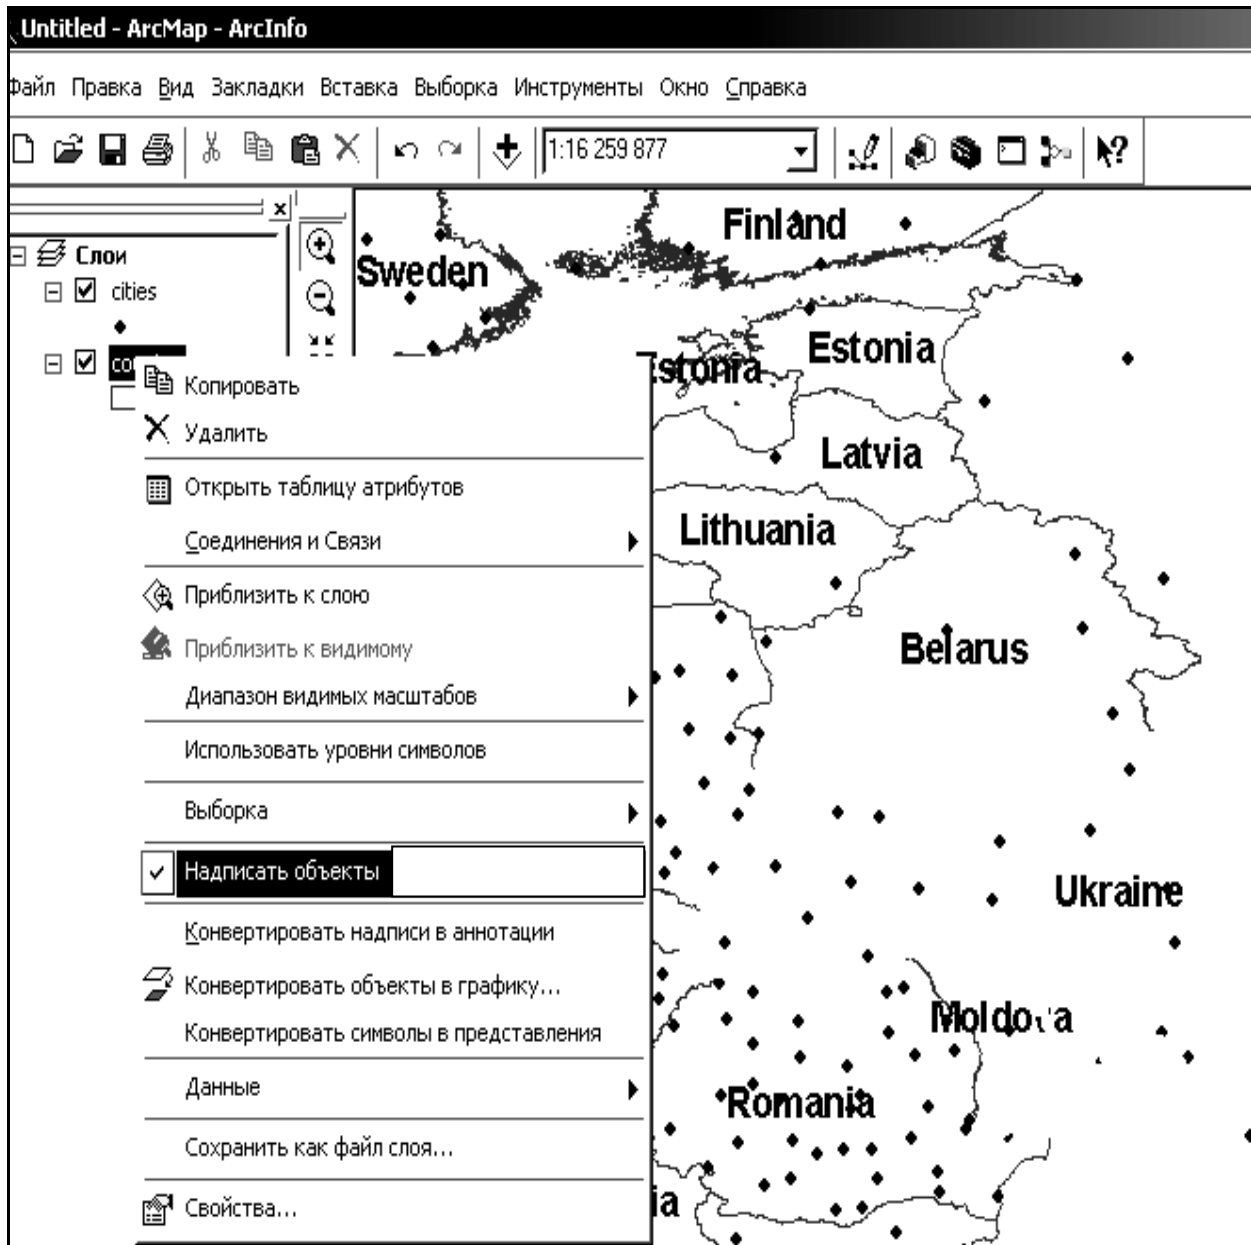 Untitled - ArcMap - ArcInfo
Файл Правка Вид Закладки Вставка Выборка Инструменты Окно Справка
1:16 259 877
Слои
cities
Копировать
Удалить
Открыть таблицу атрибутов
Соединения и Связи
Приблизить к слою
Приблизить к видимому
Диапазон видимых масштабов
Использовать уровни символов
Выборка
Надписать объекты
Конвертировать надписи в аннотации
Конвертировать объекты в графику...
Конвертировать символы в представления
Данные
Сохранить как файл слоя...
Свойства...
Finland
Sweden
Estonia
Estonia
Latvia
Lithuania
Belarus
Ukraine
Moldova
Romania